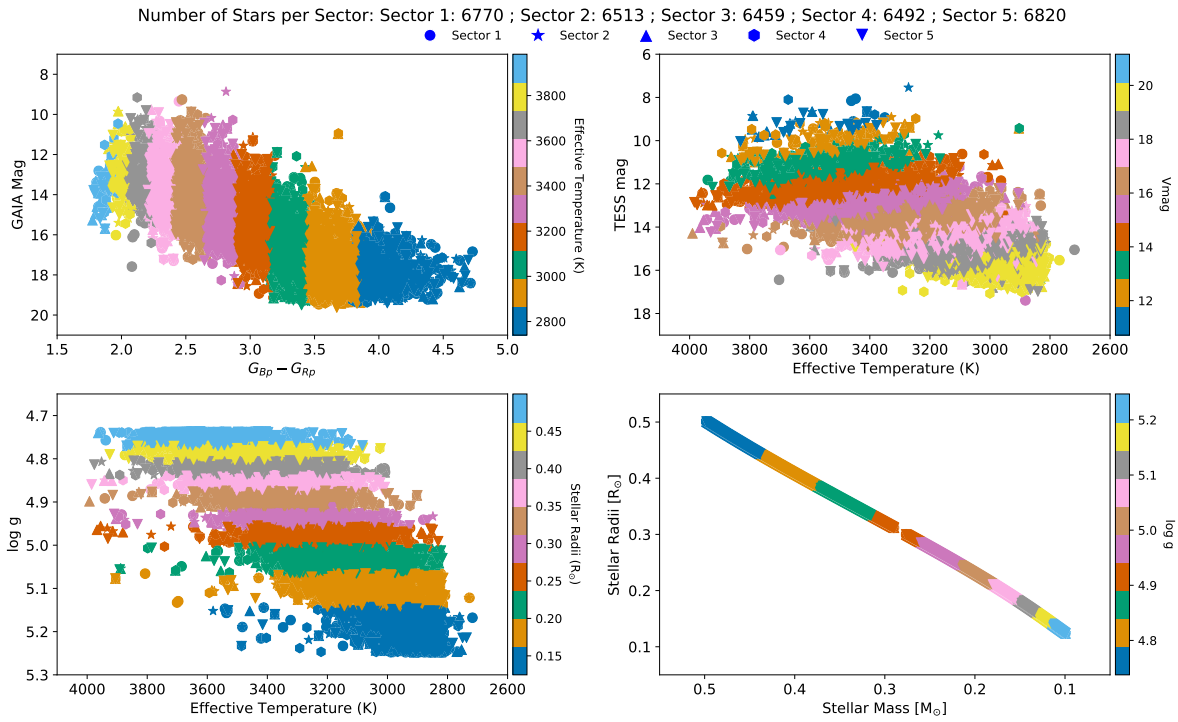 Number of Stars per Sector: Sector 1: 6770 ; Sector 2: 6513 ; Sector 3: 6459 ; Sector 4: 6492 ; Sector 5: 6820
Sector 1 Sector 2 Sector 3 Sector 4 Sector 5
GAIA Mag
8
10
12
14
16
18
20
1.5 2.0 2.5 3.0 3.5 4.0 4.5 5.0
G_Bp − G_Rp
3800
3600
3400
3200
3000
2800
Effective Temperature (K)
TESS mag
6
8
10
12
14
16
18
4000 3800 3600 3400 3200 3000 2800 2600
Effective Temperature (K)
20
18
16
14
12
Vmag
log g
4.7
4.8
4.9
5.0
5.1
5.2
5.3
4000 3800 3600 3400 3200 3000 2800 2600
Effective Temperature (K)
0.45
0.40
0.35
0.30
0.25
0.20
0.15
Stellar Radii (R⊙)
Stellar Radii [R⊙]
0.5
0.4
0.3
0.2
0.1
0.5 0.4 0.3 0.2 0.1
Stellar Mass [M⊙]
5.2
5.1
5.0
4.9
4.8
log g